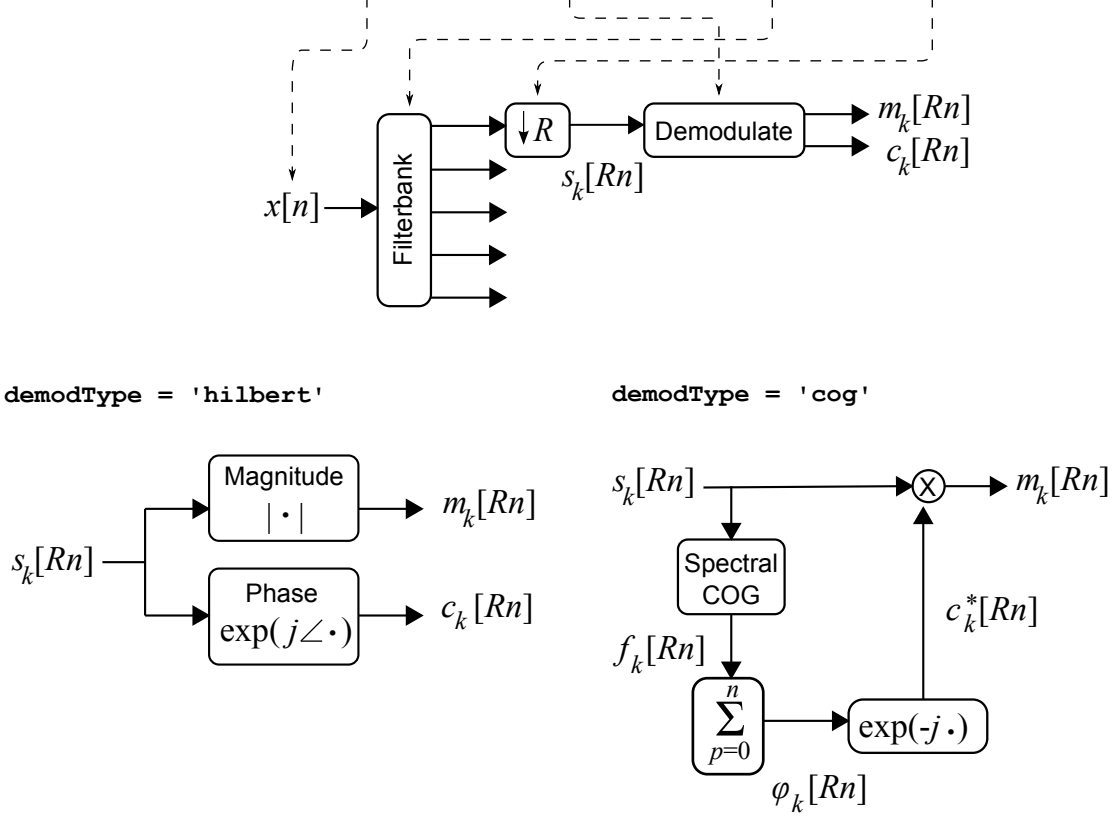 x[n]
Filterbank
↓R
s_k[Rn]
Demodulate
m_k[Rn]
c_k[Rn]
demodType = 'hilbert'
s_k[Rn]
Magnitude
|·|
m_k[Rn]
Phase
exp(j∠·)
c_k[Rn]
demodType = 'cog'
s_k[Rn]
X
m_k[Rn]
Spectral
COG
c_k^*[Rn]
f_k[Rn]
n
∑
p=0
exp(-j·)
φ_k[Rn]